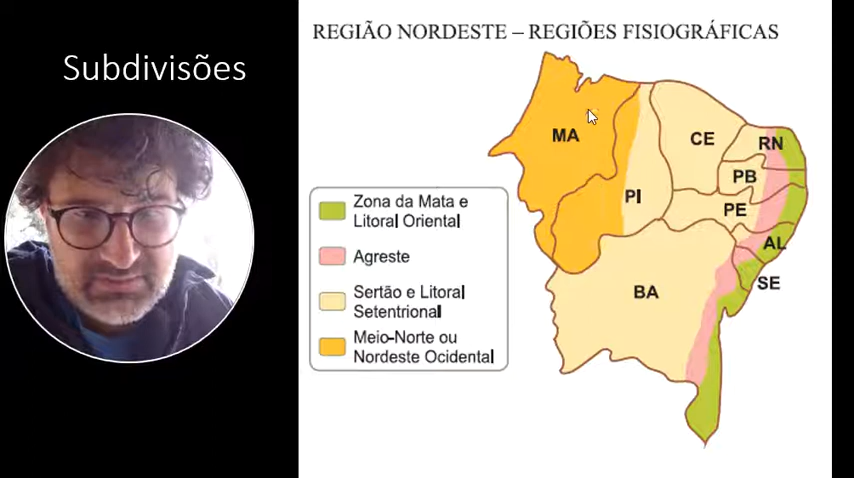 Subdivisões
REGIÃO NORDESTE – REGIÕES FISIOGRÁFICAS
MA
CE
RN
PB
PI
PE
AL
SE
BA
Zona da Mata e
Litoral Oriental
Agreste
Sertão e Litoral
Setentrional
Meio-Norte ou
Nordeste Ocidental